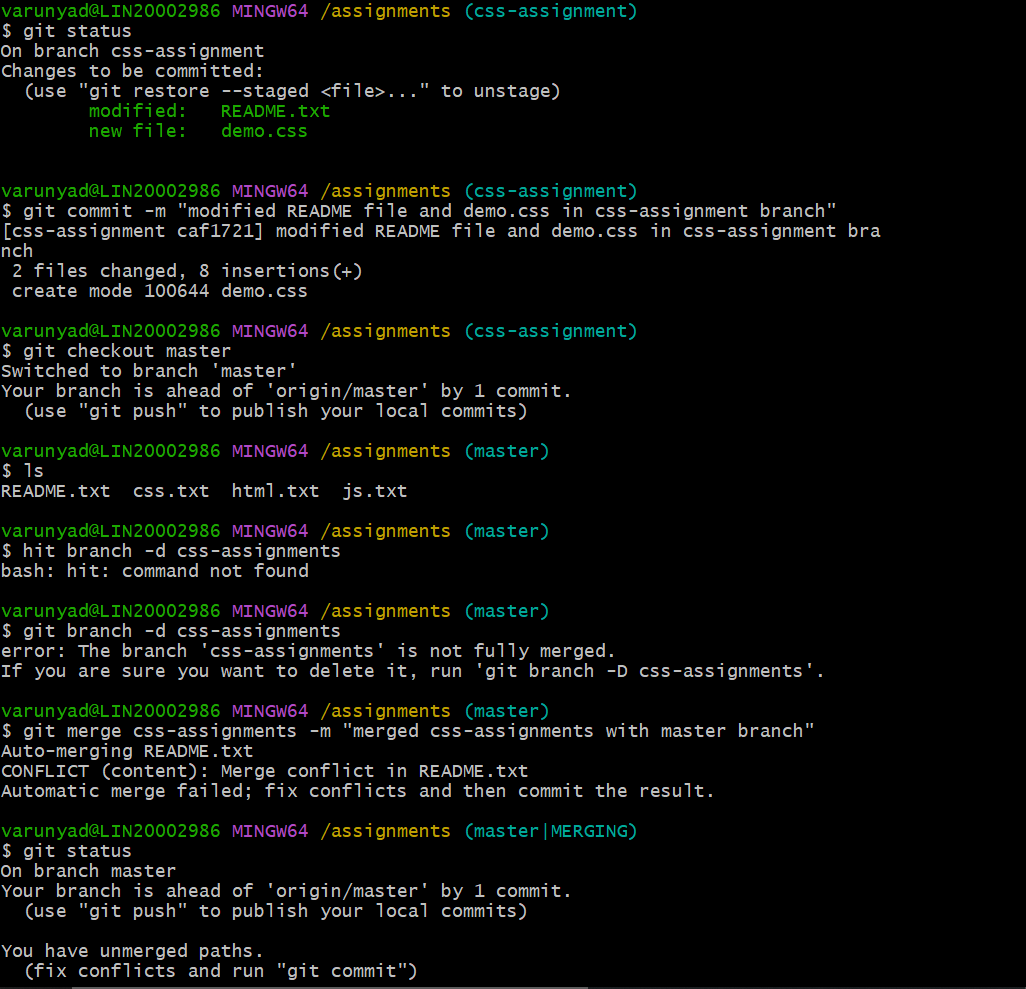 varunyad@LIN20002986 MINGW64 /assignments (css-assignment)
$ git status
On branch css-assignment
Changes to be committed:
  (use "git restore --staged <file>..." to unstage)
        modified:   README.txt
        new file:   demo.css
varunyad@LIN20002986 MINGW64 /assignments (css-assignment)
$ git commit -m "modified README file and demo.css in css-assignment branch"
[css-assignment caf1721] modified README file and demo.css in css-assignment bra
nch
 2 files changed, 8 insertions(+)
 create mode 100644 demo.css
varunyad@LIN20002986 MINGW64 /assignments (css-assignment)
$ git checkout master
Switched to branch 'master'
Your branch is ahead of 'origin/master' by 1 commit.
  (use "git push" to publish your local commits)
varunyad@LIN20002986 MINGW64 /assignments (master)
$ ls
README.txt  css.txt  html.txt  js.txt
varunyad@LIN20002986 MINGW64 /assignments (master)
$ hit branch -d css-assignments
bash: hit: command not found
varunyad@LIN20002986 MINGW64 /assignments (master)
$ git branch -d css-assignments
error: The branch 'css-assignments' is not fully merged.
If you are sure you want to delete it, run 'git branch -D css-assignments'.
varunyad@LIN20002986 MINGW64 /assignments (master)
$ git merge css-assignments -m "merged css-assignments with master branch"
Auto-merging README.txt
CONFLICT (content): Merge conflict in README.txt
Automatic merge failed; fix conflicts and then commit the result.
varunyad@LIN20002986 MINGW64 /assignments (master|MERGING)
$ git status
On branch master
Your branch is ahead of 'origin/master' by 1 commit.
  (use "git push" to publish your local commits)
You have unmerged paths.
  (fix conflicts and run "git commit")